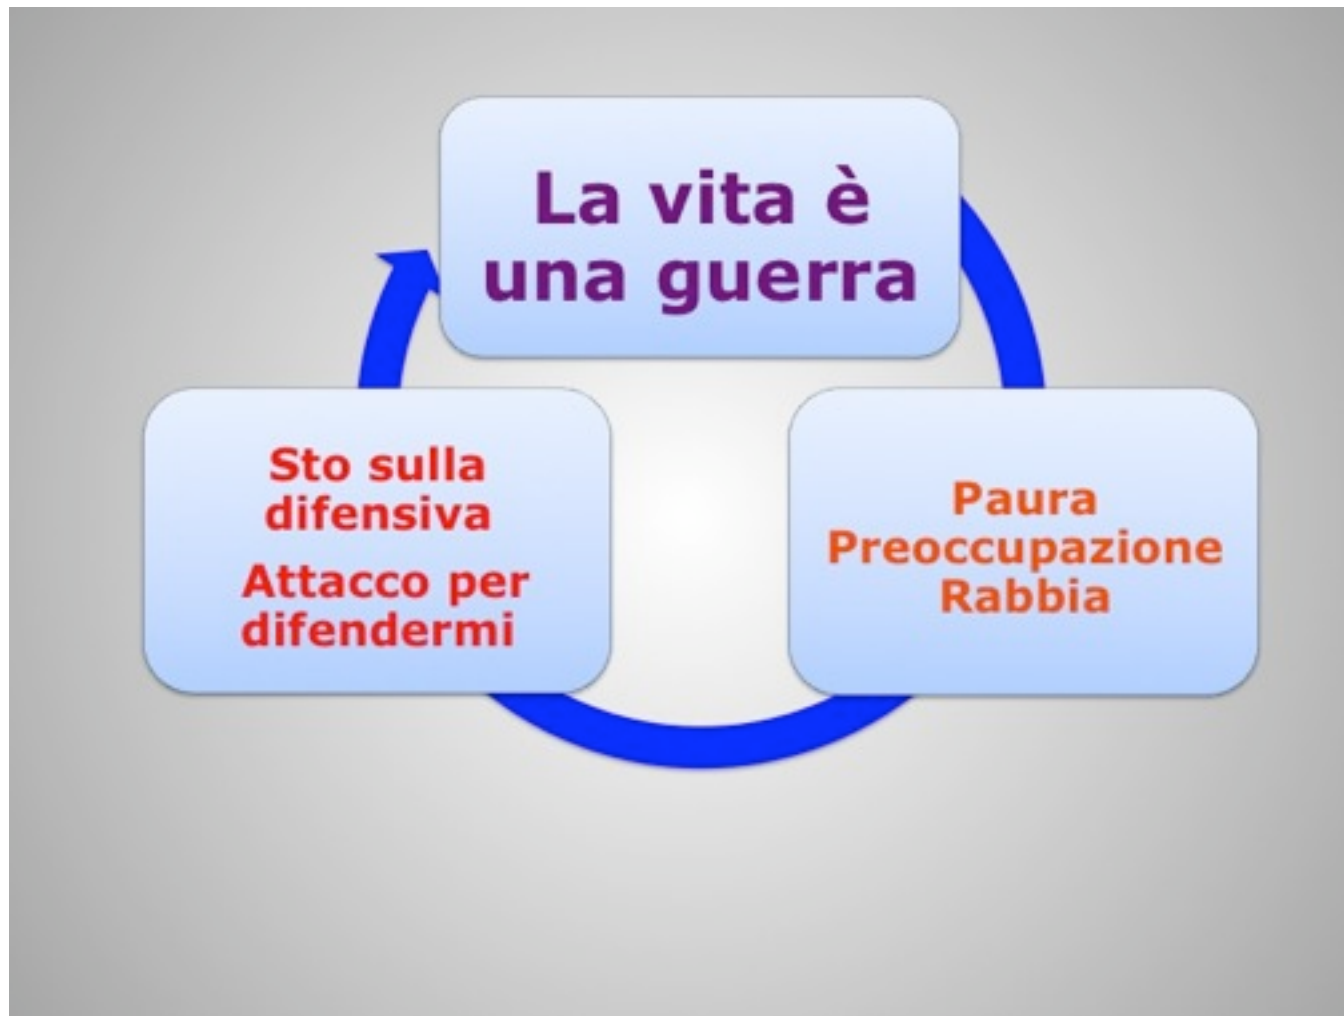 La vita è
una guerra
Paura
Preoccupazione
Rabbia
Sto sulla
difensiva
Attacco per
difendermi